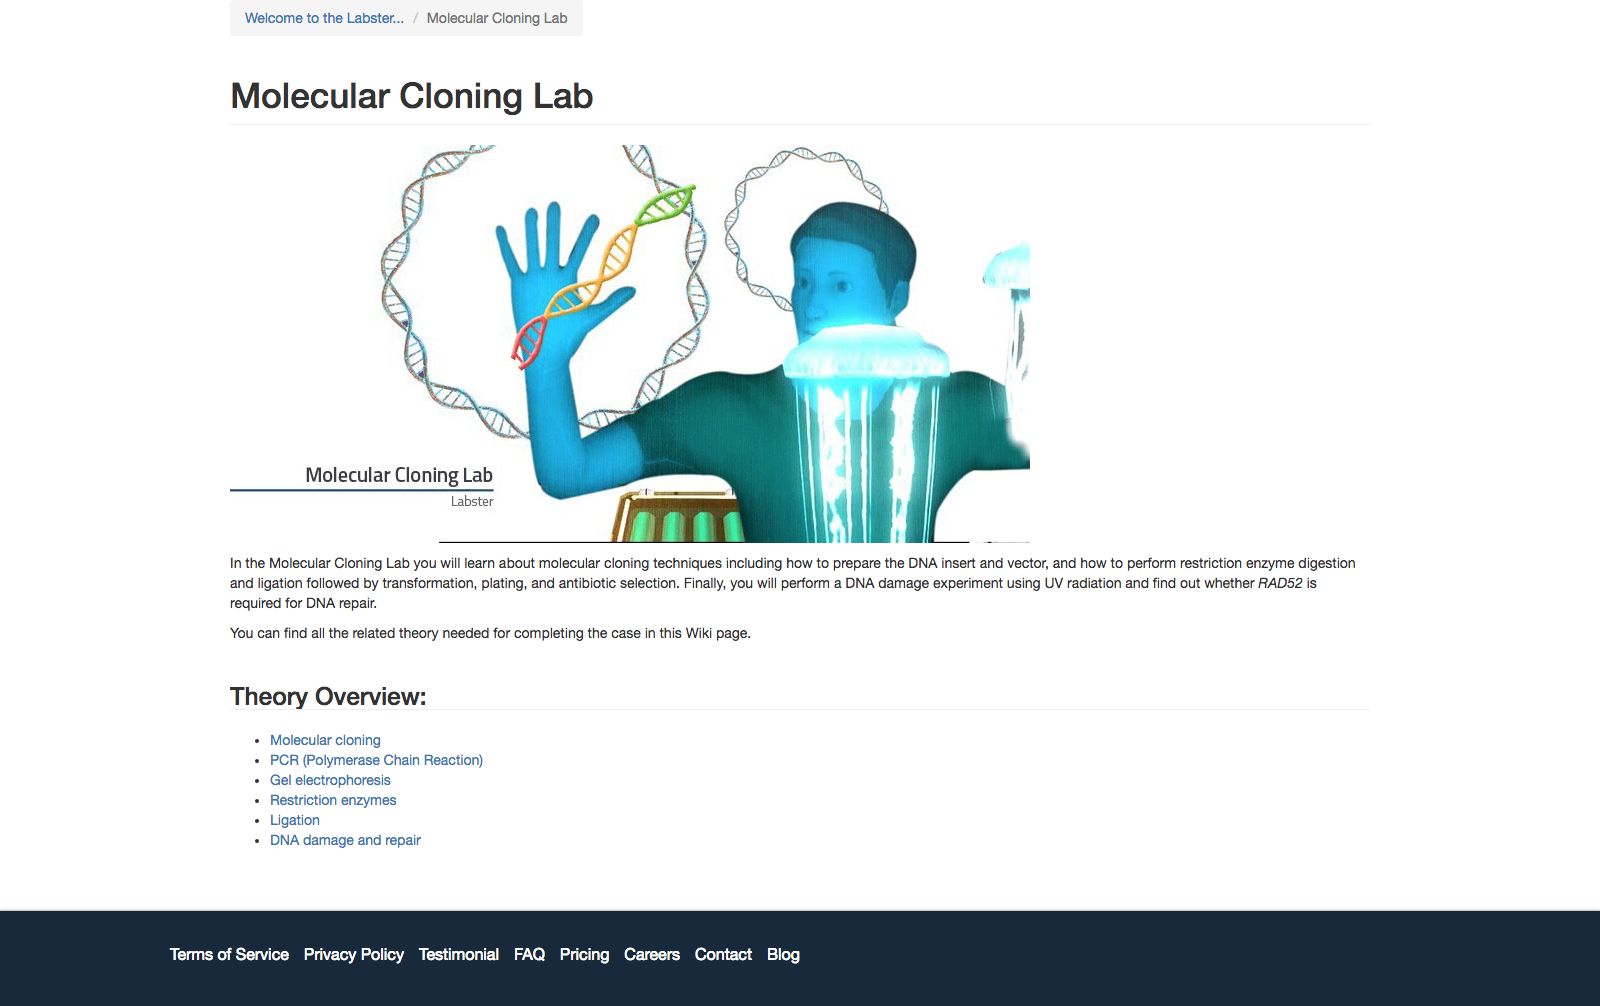 Welcome to the Labster... / Molecular Cloning Lab
Molecular Cloning Lab
Molecular Cloning Lab
Labster
In the Molecular Cloning Lab you will learn about molecular cloning techniques including how to prepare the DNA insert and vector, and how to perform restriction enzyme digestion
and ligation followed by transformation, plating, and antibiotic selection. Finally, you will perform a DNA damage experiment using UV radiation and find out whether RAD52 is
required for DNA repair.
You can find all the related theory needed for completing the case in this Wiki page.
Theory Overview:
• Molecular cloning
• PCR (Polymerase Chain Reaction)
• Gel electrophoresis
• Restriction enzymes
• Ligation
• DNA damage and repair
Terms of Service Privacy Policy Testimonial FAQ Pricing Careers Contact Blog